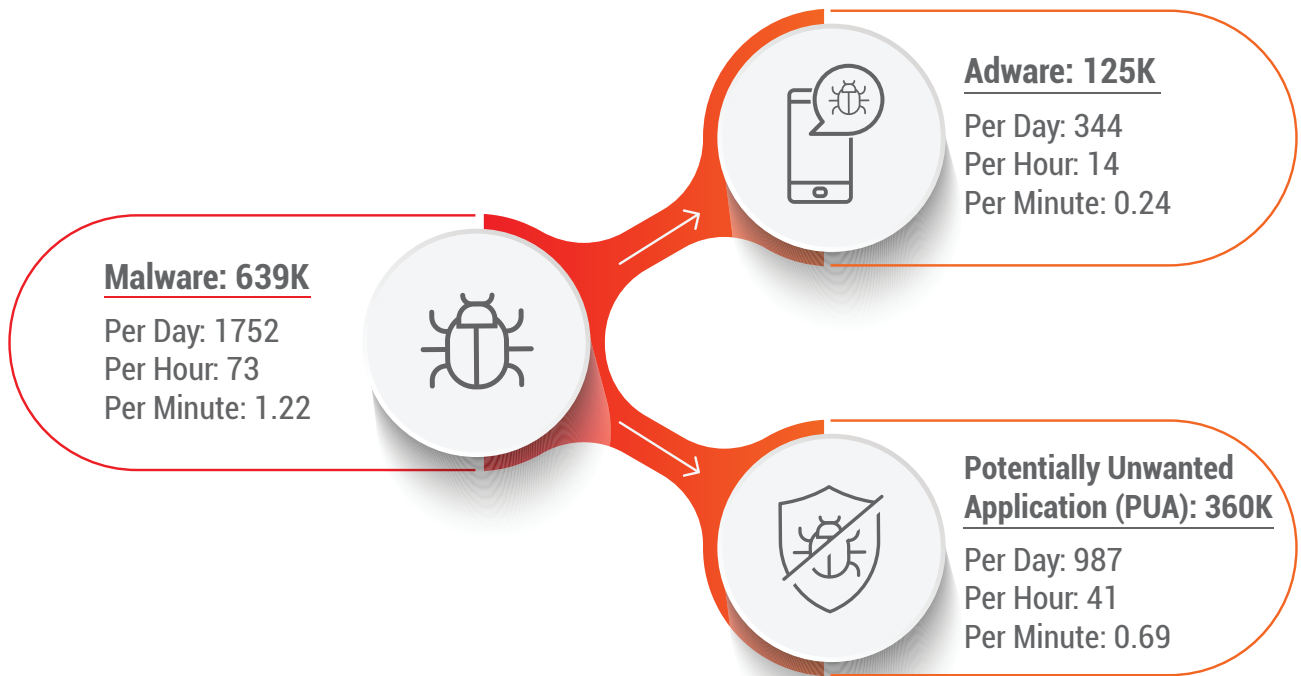 Malware: 639K
Per Day: 1752
Per Hour: 73
Per Minute: 1.22
Adware: 125K
Per Day: 344
Per Hour: 14
Per Minute: 0.24
Potentially Unwanted
Application (PUA): 360K
Per Day: 987
Per Hour: 41
Per Minute: 0.69